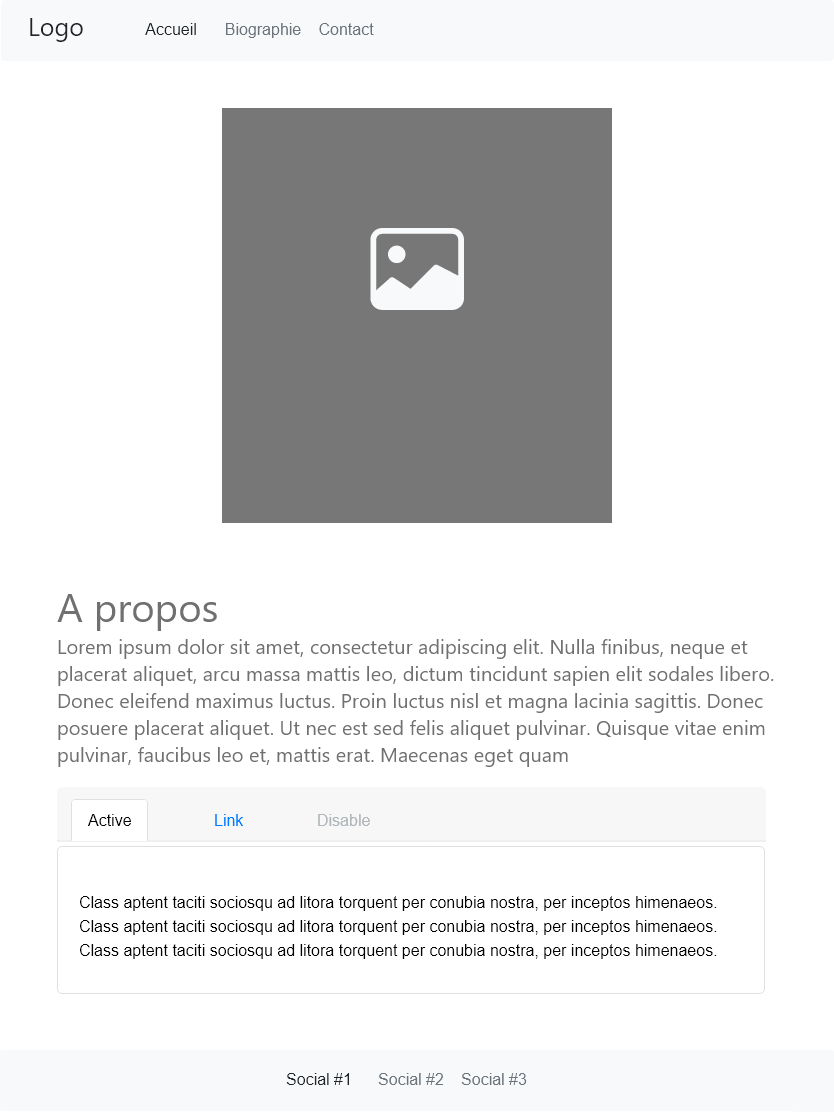 Logo Accueil Biographie Contact
A propos
Lorem ipsum dolor sit amet, consectetur adipiscing elit. Nulla finibus, neque et
placerat aliquet, arcu massa mattis leo, dictum tincidunt sapien elit sodales libero.
Donec eleifend maximus luctus. Proin luctus nisl et magna lacinia sagittis. Donec
posuere placerat aliquet. Ut nec est sed felis aliquet pulvinar. Quisque vitae enim
pulvinar, faucibus leo et, mattis erat. Maecenas eget quam
Active Link Disable
Class aptent taciti sociosqu ad litora torquent per conubia nostra, per inceptos himenaeos.
Class aptent taciti sociosqu ad litora torquent per conubia nostra, per inceptos himenaeos.
Class aptent taciti sociosqu ad litora torquent per conubia nostra, per inceptos himenaeos.
Social #1 Social #2 Social #3